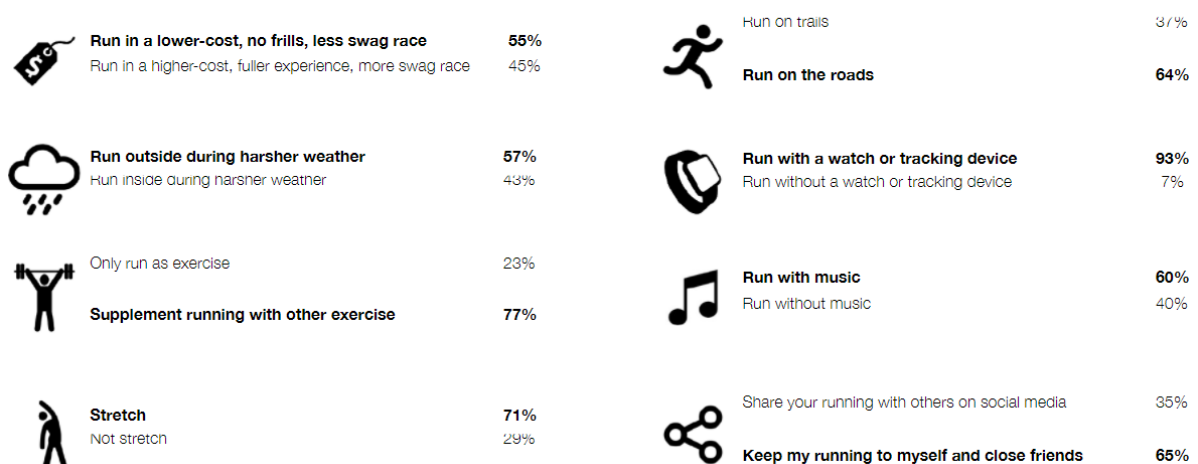 Run in a lower-cost, no frills, less swag race 55%
Run in a higher-cost, fuller experience, more swag race 45%
Run outside during harsher weather 57%
Run inside during harsher weather 43%
Only run as exercise 23%
Supplement running with other exercise 77%
Stretch 71%
Not stretch 29%
Run on trails 37%
Run on the roads 64%
Run with a watch or tracking device 93%
Run without a watch or tracking device 7%
Run with music 60%
Run without music 40%
Share your running with others on social media 35%
Keep my running to myself and close friends 65%